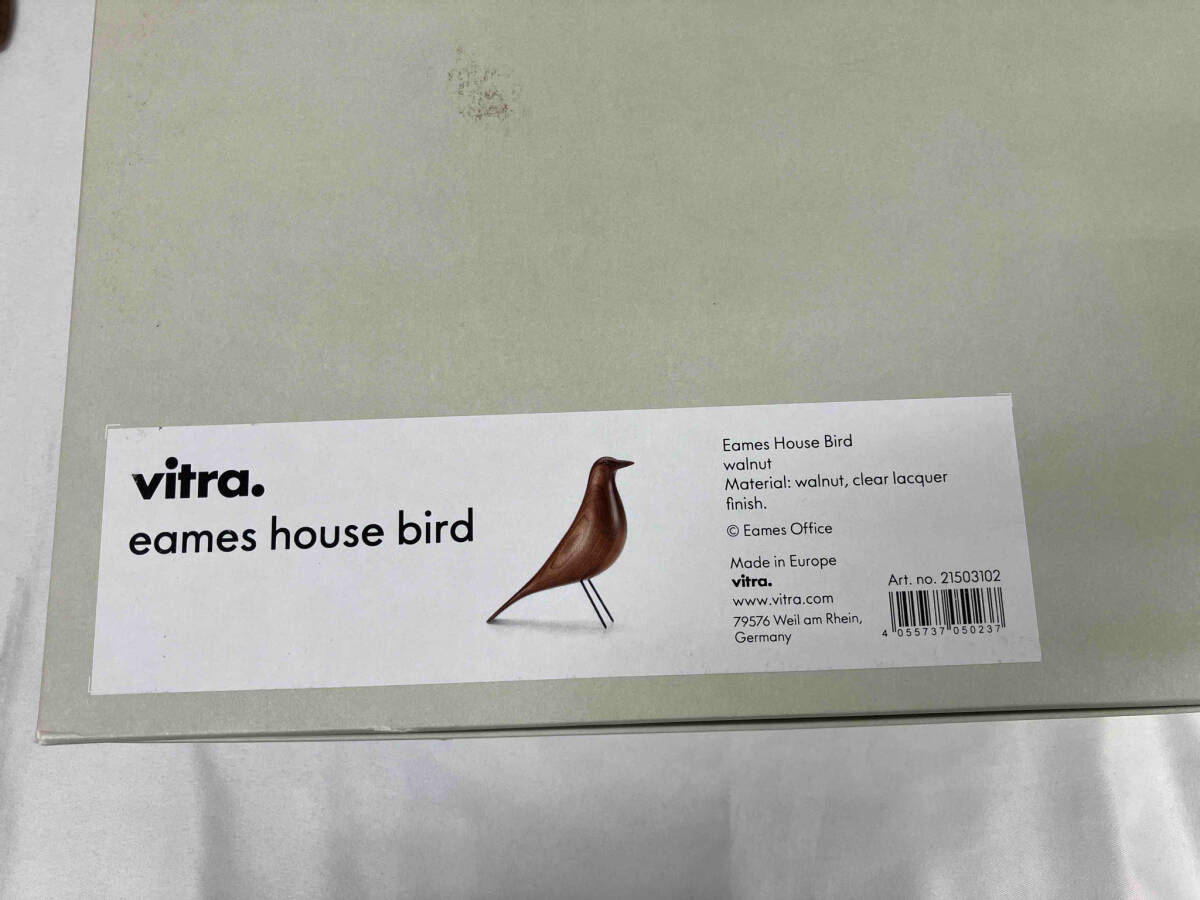 vitra.
eames house bird
Eames House Bird
walnut
Material: walnut, clear lacquer
finish.
© Eames Office
Made in Europe
vitra.
www.vitra.com
79576 Weil am Rhein,
Germany
Art. no. 21503102
4 055737 050237